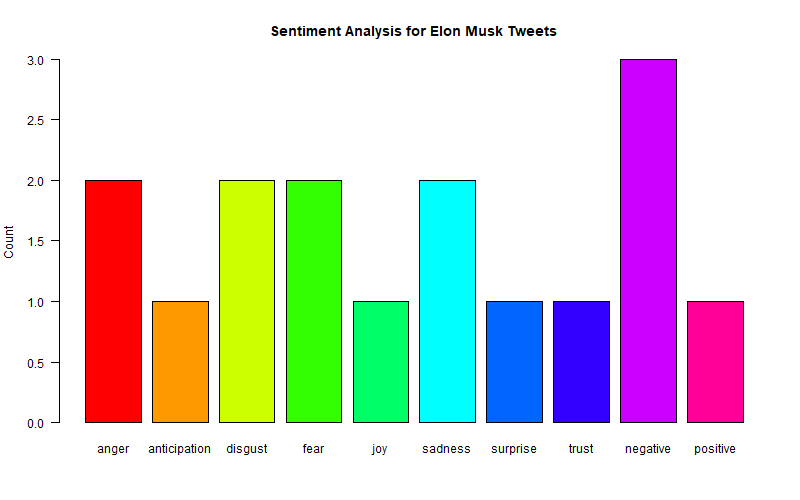 Sentiment Analysis for Elon Musk Tweets
3.0
2.5
2.0
1.5
1.0
0.5
0.0
Count
anger anticipation disgust fear joy sadness surprise trust negative positive